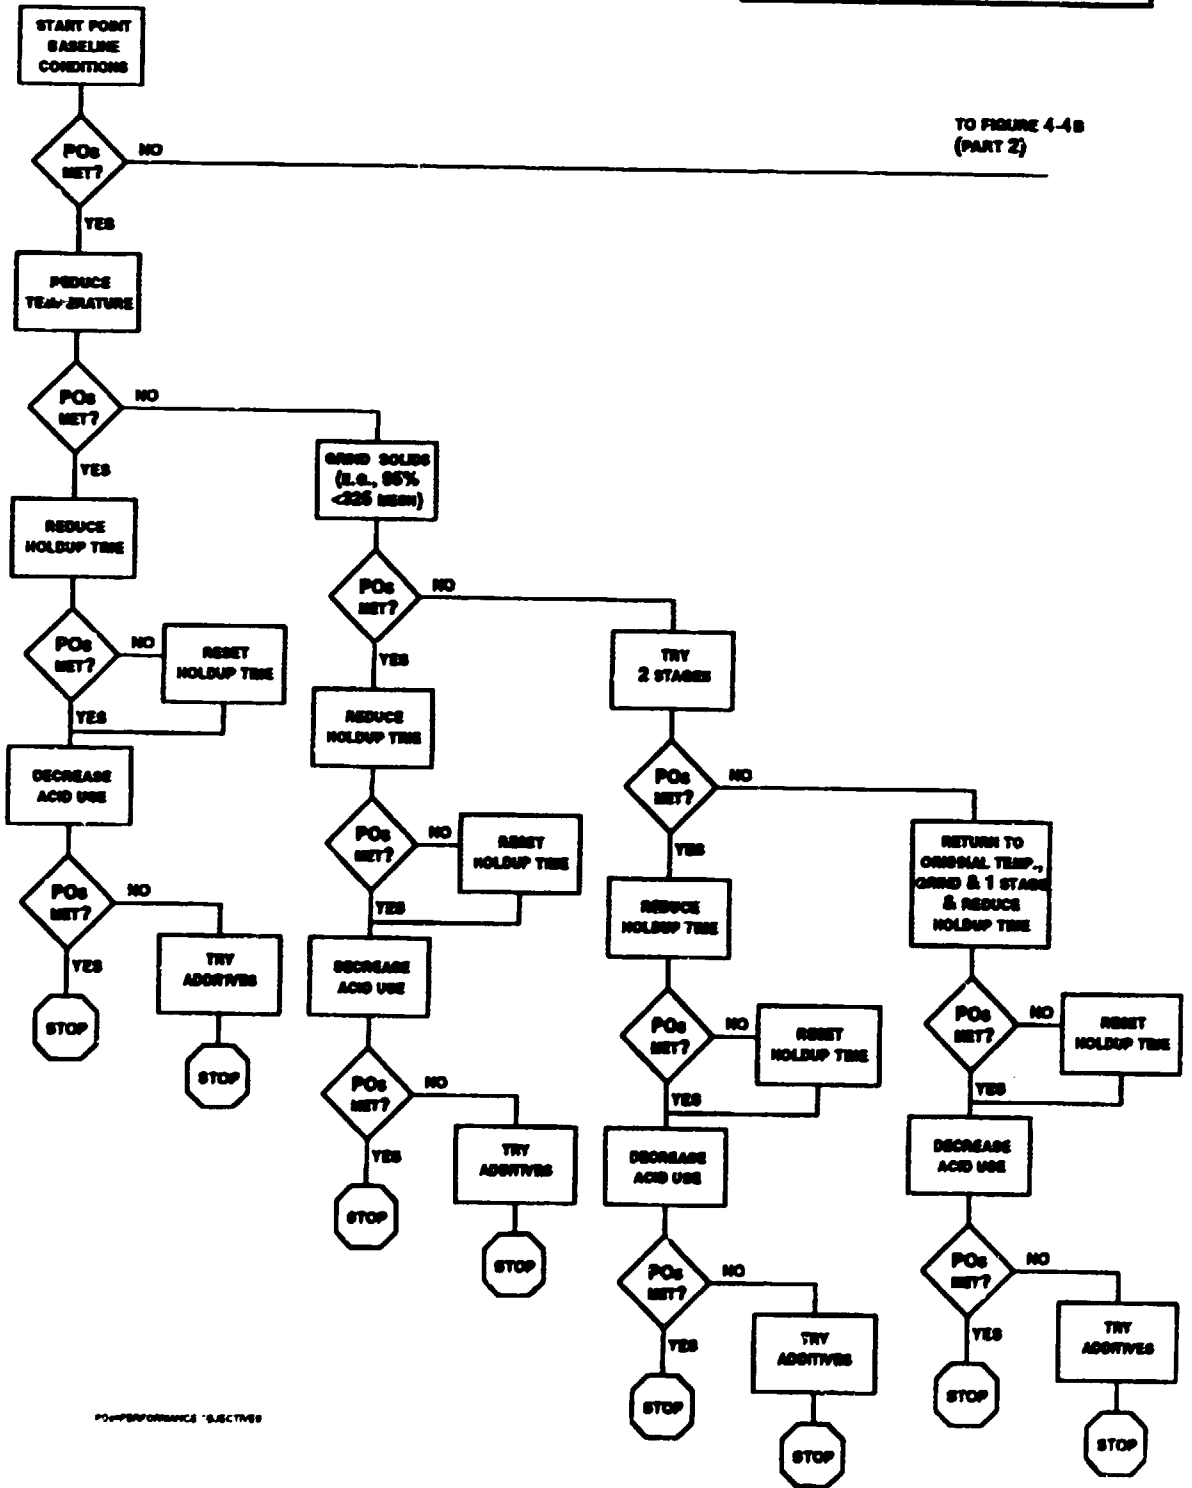 START POINT
BASELINE
CONDITIONS
TO FIGURE 4-4B
(PART 2)
POs
MET?
NO
YES
REDUCE
TEMPERATURE
POs
MET?
NO
YES
GRIND SOLIDS
(E.G., 95%
<325 MESH)
REDUCE
HOLDUP TIME
POs
MET?
NO
YES
POs
MET?
NO
YES
RESET
HOLDUP TIME
TRY
2 STAGES
REDUCE
HOLDUP TIME
DECREASE
ACID USE
POs
MET?
NO
YES
POs
MET?
NO
YES
RESET
HOLDUP TIME
RETURN TO
ORIGINAL TEMP.,
GRIND & 1 STAGE
& REDUCE
HOLDUP TIME
POs
MET?
NO
YES
REDUCE
HOLDUP TIME
TRY
ADDITIVES
DECREASE
ACID USE
STOP
STOP
POs
MET?
NO
YES
RESET
HOLDUP TIME
POs
MET?
NO
YES
RESET
HOLDUP TIME
POs
MET?
NO
YES
TRY
ADDITIVES
DECREASE
ACID USE
DECREASE
ACID USE
STOP
STOP
POs
MET?
NO
YES
POs
MET?
NO
YES
TRY
ADDITIVES
TRY
ADDITIVES
STOP
STOP
STOP
STOP
POs=PERFORMANCE OBJECTIVES